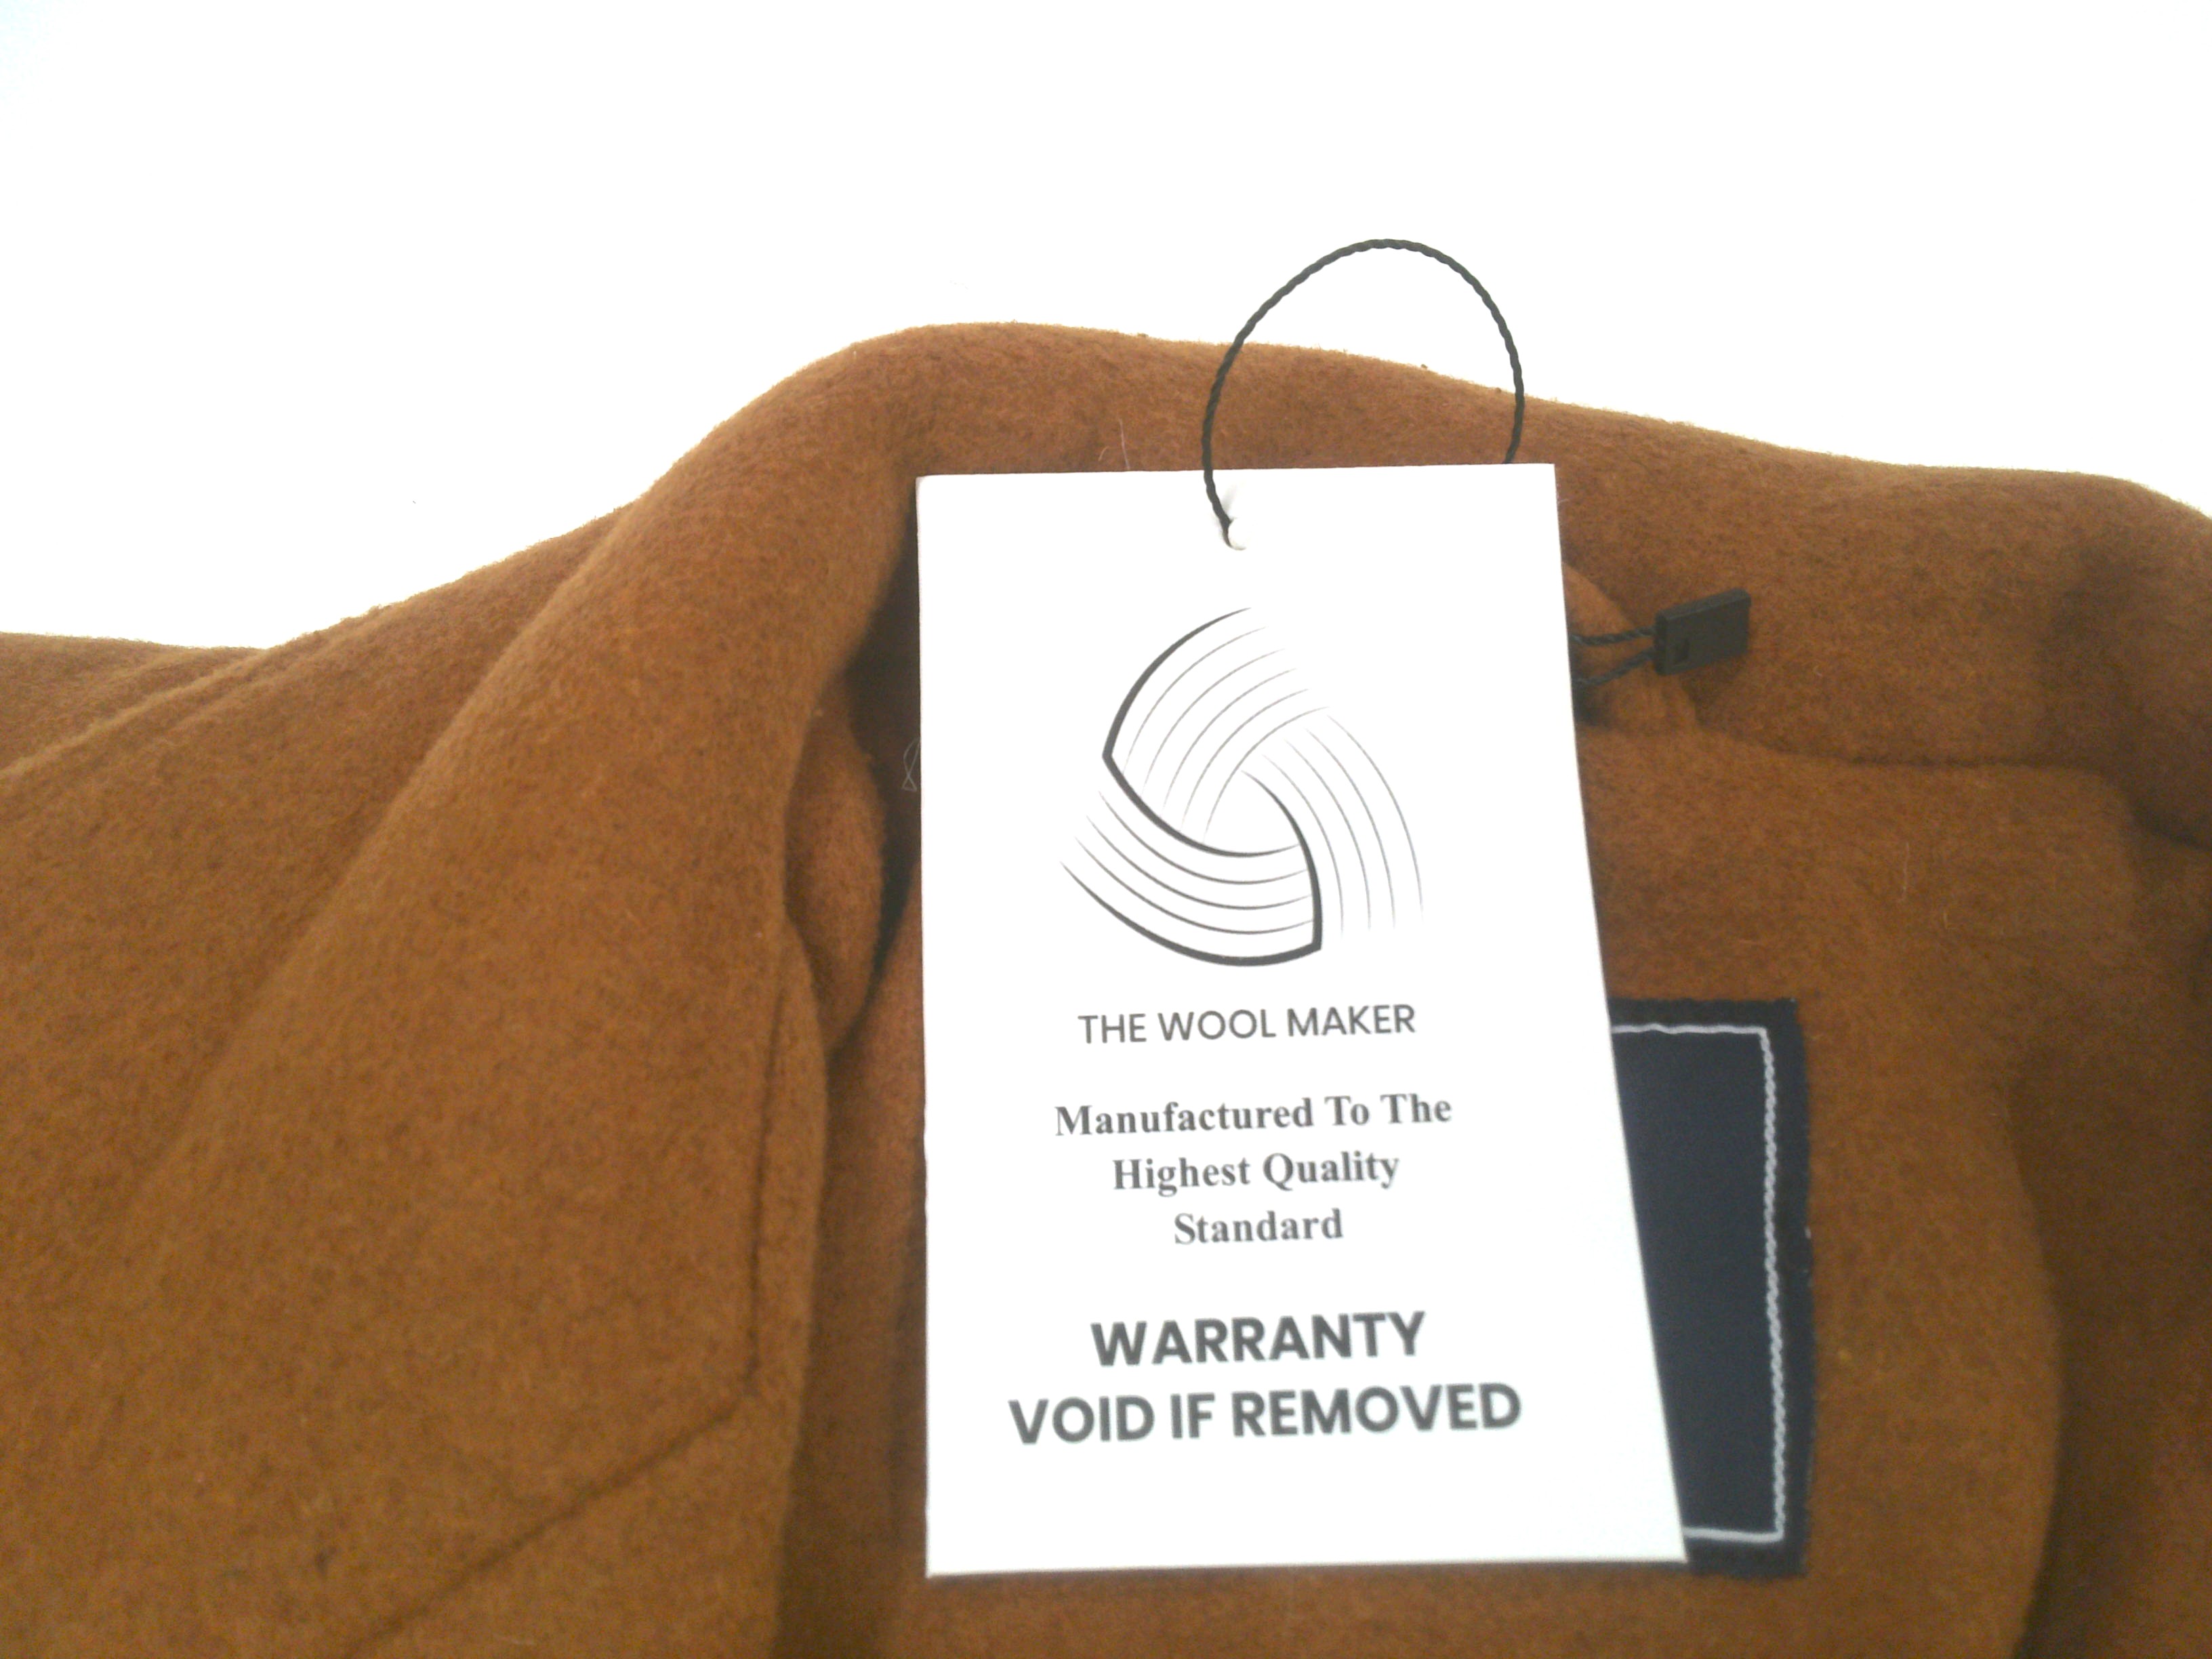 THE WOOL MAKER
Manufactured To The
Highest Quality
Standard
WARRANTY
VOID IF REMOVED